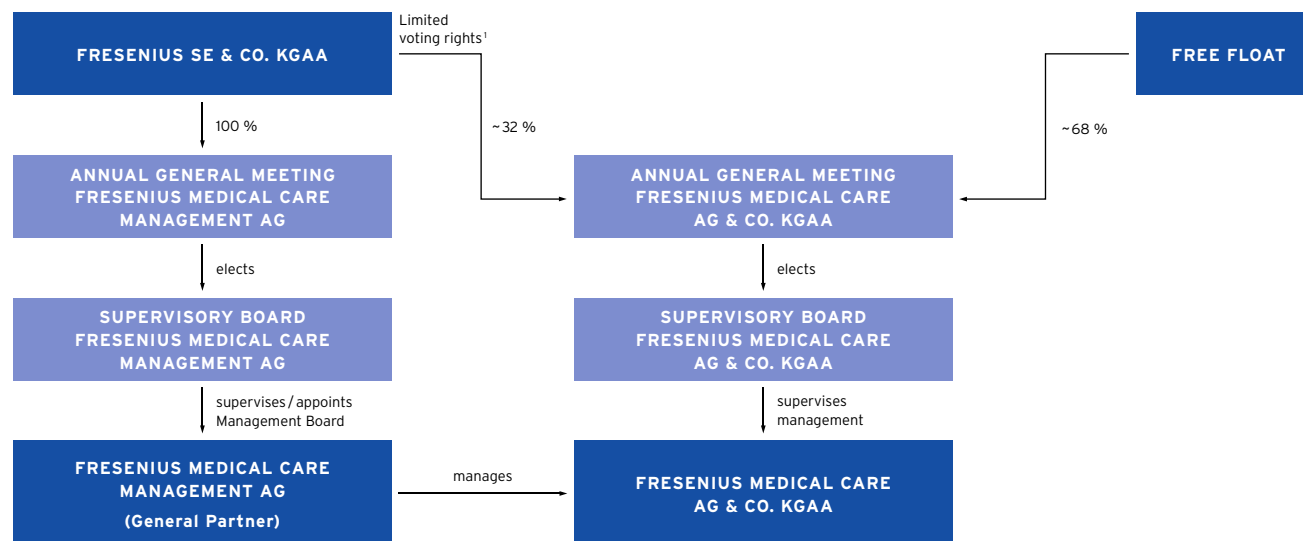 Limited
voting rights¹
FRESENIUS SE & CO. KGAA
FREE FLOAT
100 %
~32 %
~68 %
ANNUAL GENERAL MEETING
FRESENIUS MEDICAL CARE
MANAGEMENT AG
ANNUAL GENERAL MEETING
FRESENIUS MEDICAL CARE
AG & CO. KGAA
elects
elects
SUPERVISORY BOARD
FRESENIUS MEDICAL CARE
MANAGEMENT AG
SUPERVISORY BOARD
FRESENIUS MEDICAL CARE
AG & CO. KGAA
supervises / appoints
Management Board
supervises
management
FRESENIUS MEDICAL CARE
MANAGEMENT AG
(General Partner)
manages
FRESENIUS MEDICAL CARE
AG & CO. KGAA